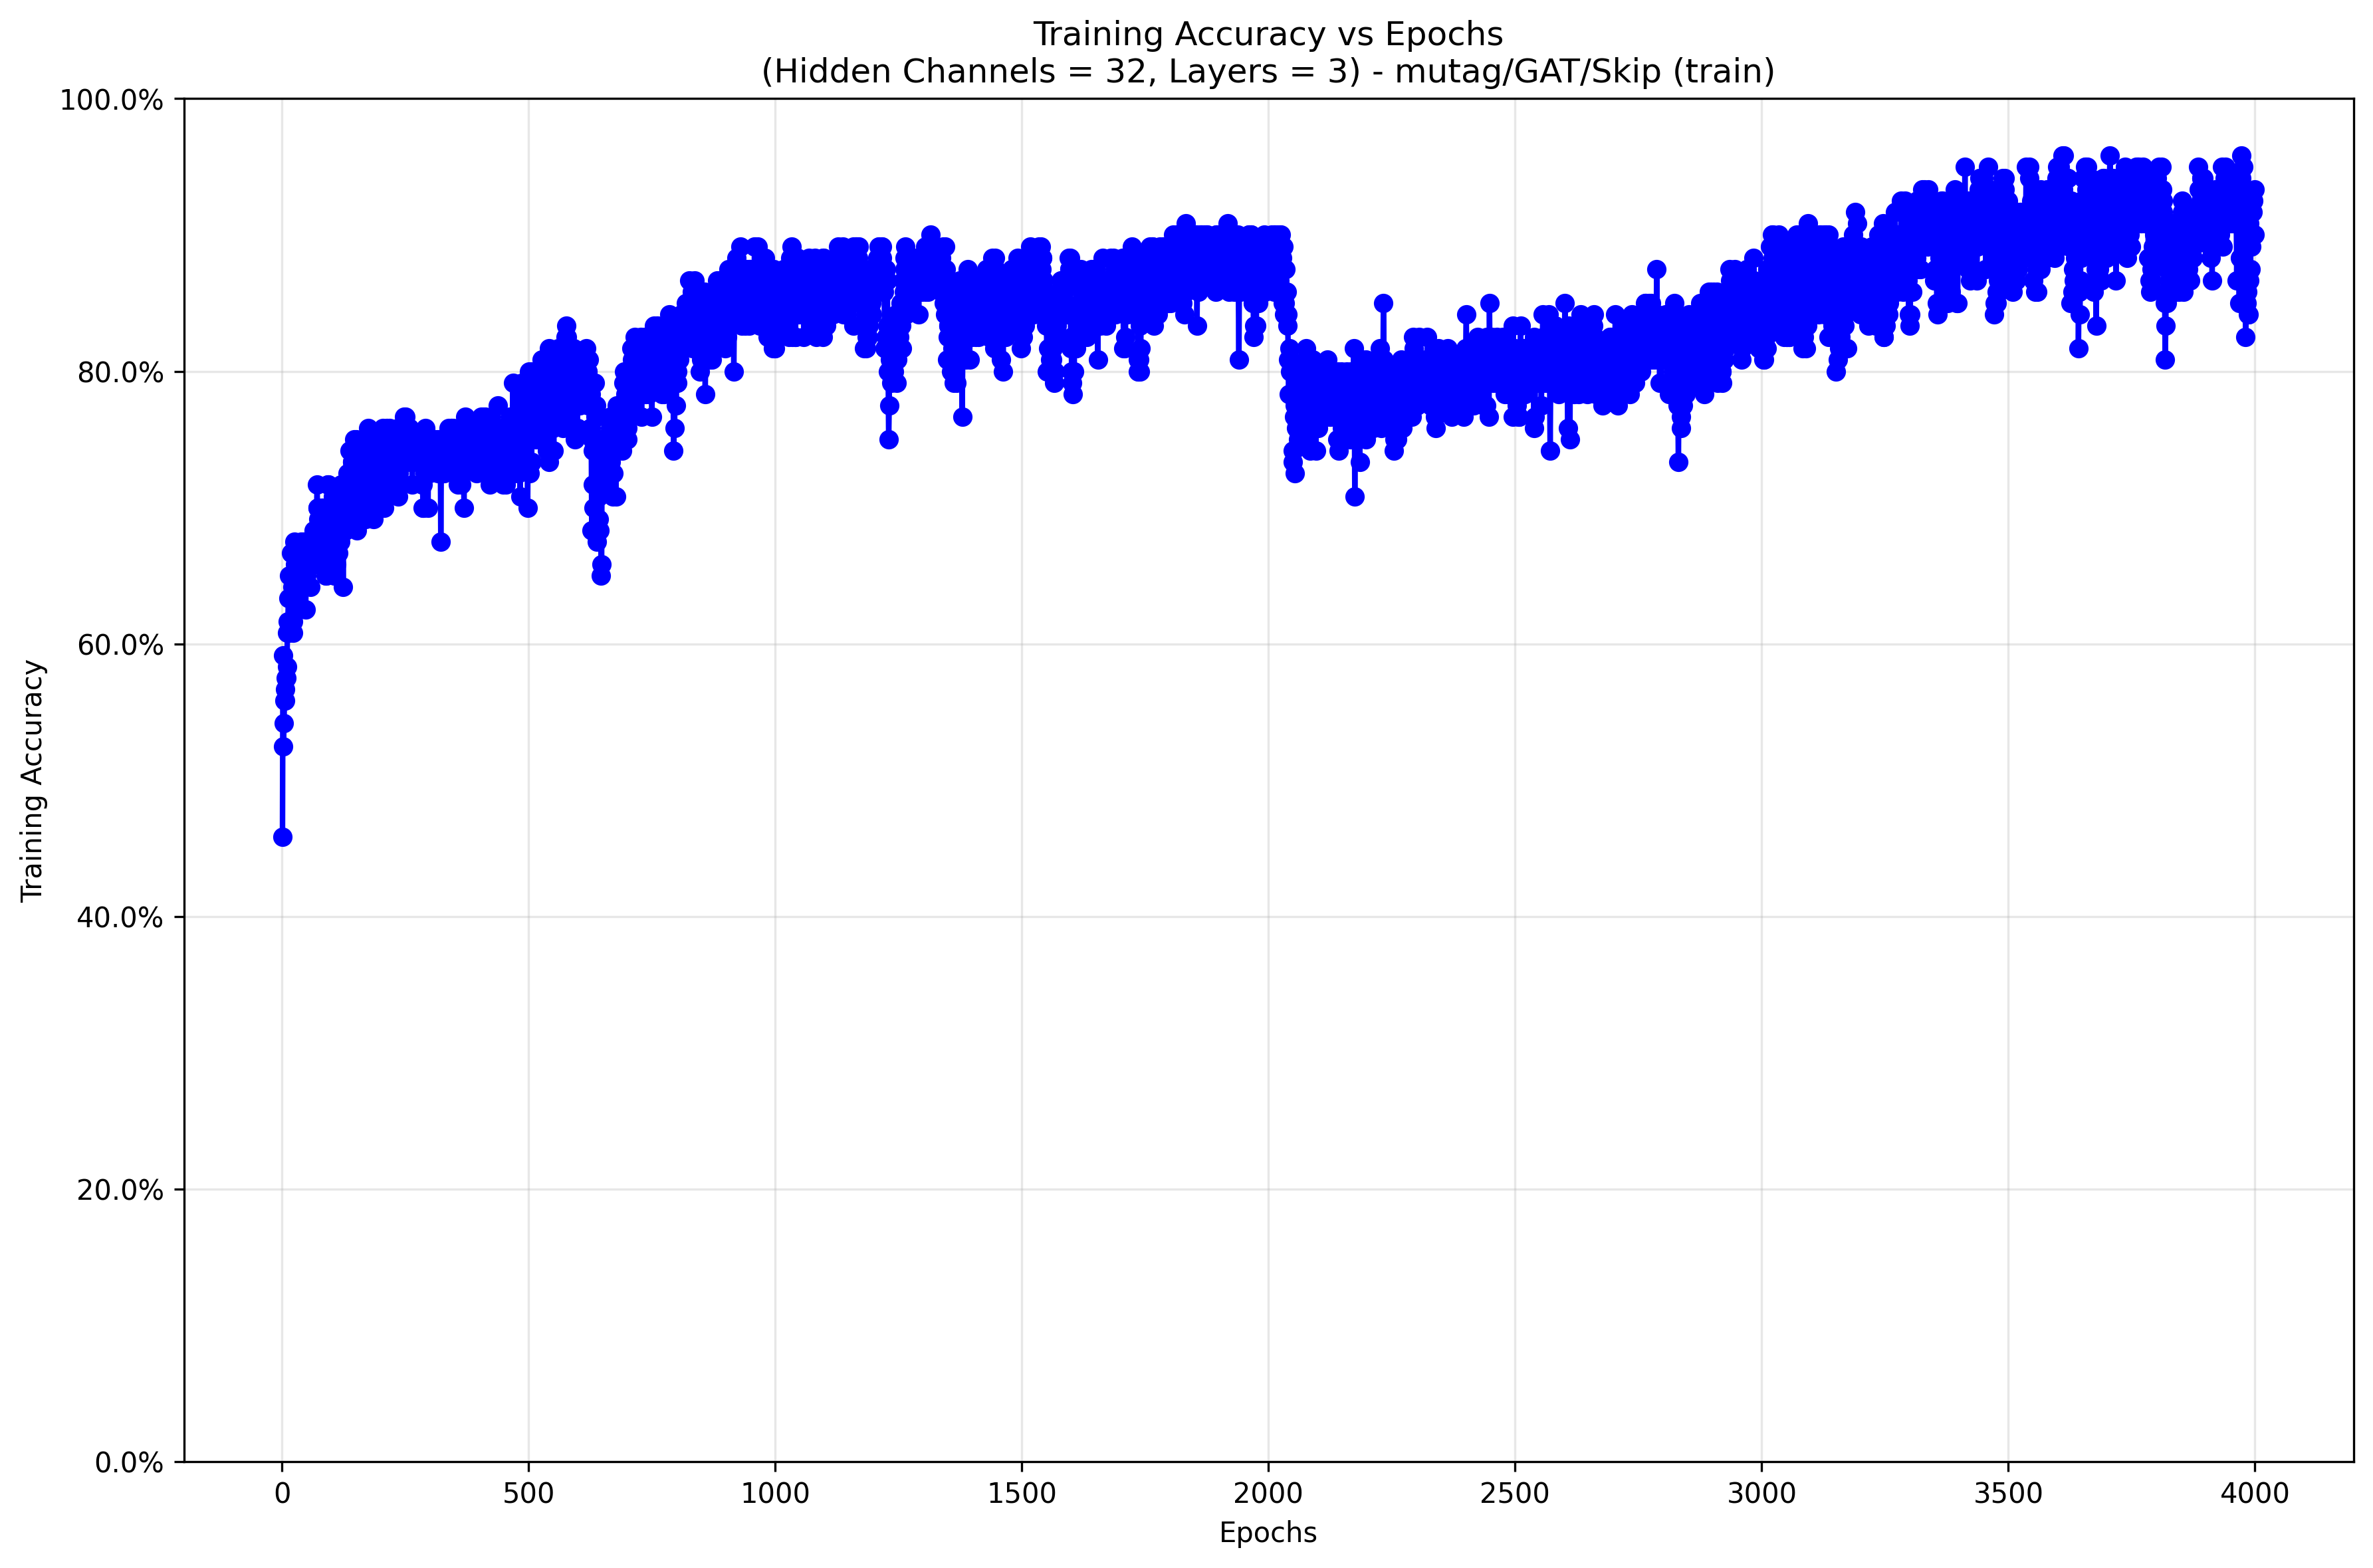 Training Accuracy vs Epochs
(Hidden Channels = 32, Layers = 3) - mutag/GAT/Skip (train)
100.0%
80.0%
60.0%
40.0%
20.0%
0.0%
Training Accuracy
0 500 1000 1500 2000 2500 3000 3500 4000
Epochs